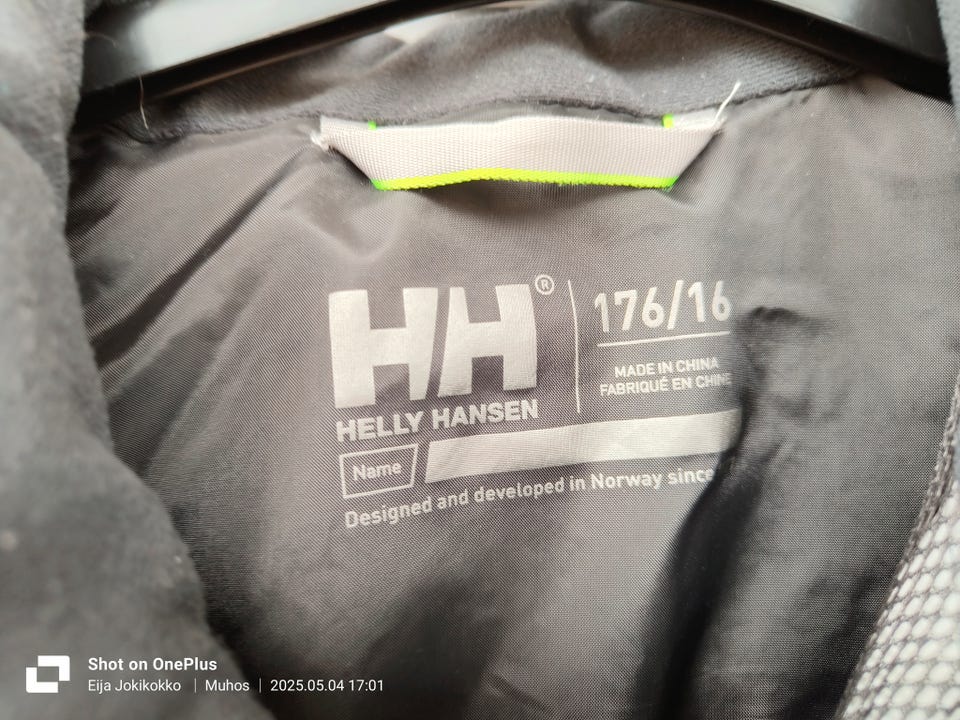 HH®
HELLY HANSEN
176/16
MADE IN CHINA
FABRIQUÉ EN CHINE
Name
Designed and developed in Norway since
Shot on OnePlus
Eija Jokikokko | Muhos | 2025.05.04 17:01